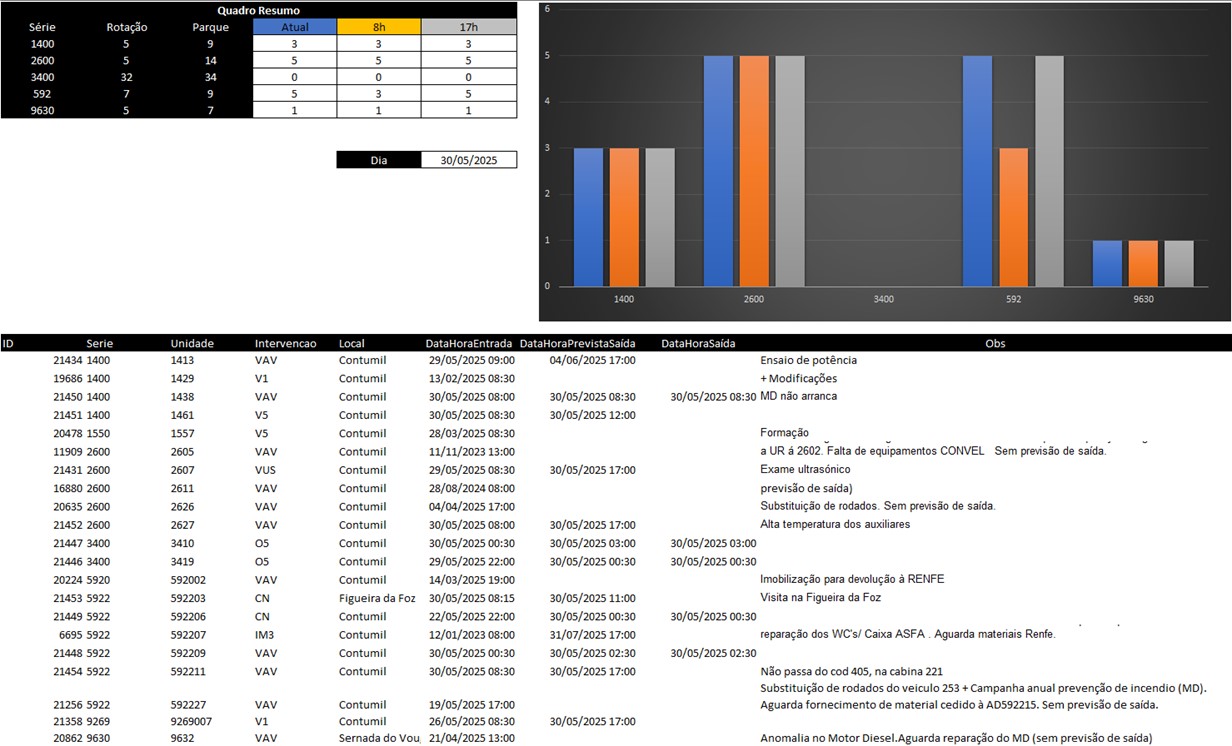 Quadro Resumo
Série Rotação Parque Atual 8h 17h
1400 5 9 3 3 3
2600 5 14 5 5 5
3400 32 34 0 0 0
592 7 9 5 3 5
9630 5 7 1 1 1
Dia 30/05/2025
6
5
4
3
2
1
0
1400 2600 3400 592 9630
ID Serie Unidade Intervencao Local DataHoraEntrada DataHoraPrevistaSaída DataHoraSaída Obs
21434 1400 1413 VAV Contumil 29/05/2025 09:00 04/06/2025 17:00 Ensaio de potência
19686 1400 1429 V1 Contumil 13/02/2025 08:30 + Modificações
21450 1400 1438 VAV Contumil 30/05/2025 08:00 30/05/2025 08:30 30/05/2025 08:30 MD não arranca
21451 1400 1461 V5 Contumil 30/05/2025 08:30 30/05/2025 12:00
20478 1550 1557 V5 Contumil 28/03/2025 08:30 Formação
11909 2600 2605 VAV Contumil 11/11/2023 13:00 a UR á 2602. Falta de equipamentos CONVEL Sem previsão de saída.
21431 2600 2607 VUS Contumil 29/05/2025 08:30 30/05/2025 17:00 Exame ultrasónico
16880 2600 2611 VAV Contumil 28/08/2024 08:00 previsão de saída)
20635 2600 2626 VAV Contumil 04/04/2025 17:00 Substituição de rodados. Sem previsão de saída.
21452 2600 2627 VAV Contumil 30/05/2025 08:00 30/05/2025 17:00 Alta temperatura dos auxiliares
21447 3400 3410 O5 Contumil 30/05/2025 00:30 30/05/2025 03:00 30/05/2025 03:00
21446 3400 3419 O5 Contumil 29/05/2025 22:00 30/05/2025 00:30 30/05/2025 00:30
20224 5920 592002 VAV Contumil 14/03/2025 19:00 Imobilização para devolução à RENFE
21453 5922 592203 CN Figueira da Foz 30/05/2025 08:15 30/05/2025 11:00 Visita na Figueira da Foz
21449 5922 592206 CN Contumil 22/05/2025 22:00 30/05/2025 00:30 30/05/2025 00:30
6695 5922 592207 IM3 Contumil 12/01/2023 08:00 31/07/2025 17:00 reparação dos WC's/ Caixa ASFA . Aguarda materiais Renfe.
21448 5922 592209 VAV Contumil 30/05/2025 00:30 30/05/2025 02:30 30/05/2025 02:30
21454 5922 592211 VAV Contumil 30/05/2025 08:30 30/05/2025 17:00 Não passa do cod 405, na cabina 221
Substituição de rodados do veiculo 253 + Campanha anual prevenção de incendio (MD).
21256 5922 592227 VAV Contumil 19/05/2025 17:00 Aguarda fornecimento de material cedido à AD592215. Sem previsão de saída.
21358 9269 9269007 V1 Contumil 26/05/2025 08:30 30/05/2025 17:00
20862 9630 9632 VAV Sernada do Vou 21/04/2025 13:00 Anomalia no Motor Diesel.Aguarda reparação do MD (sem previsão de saída)